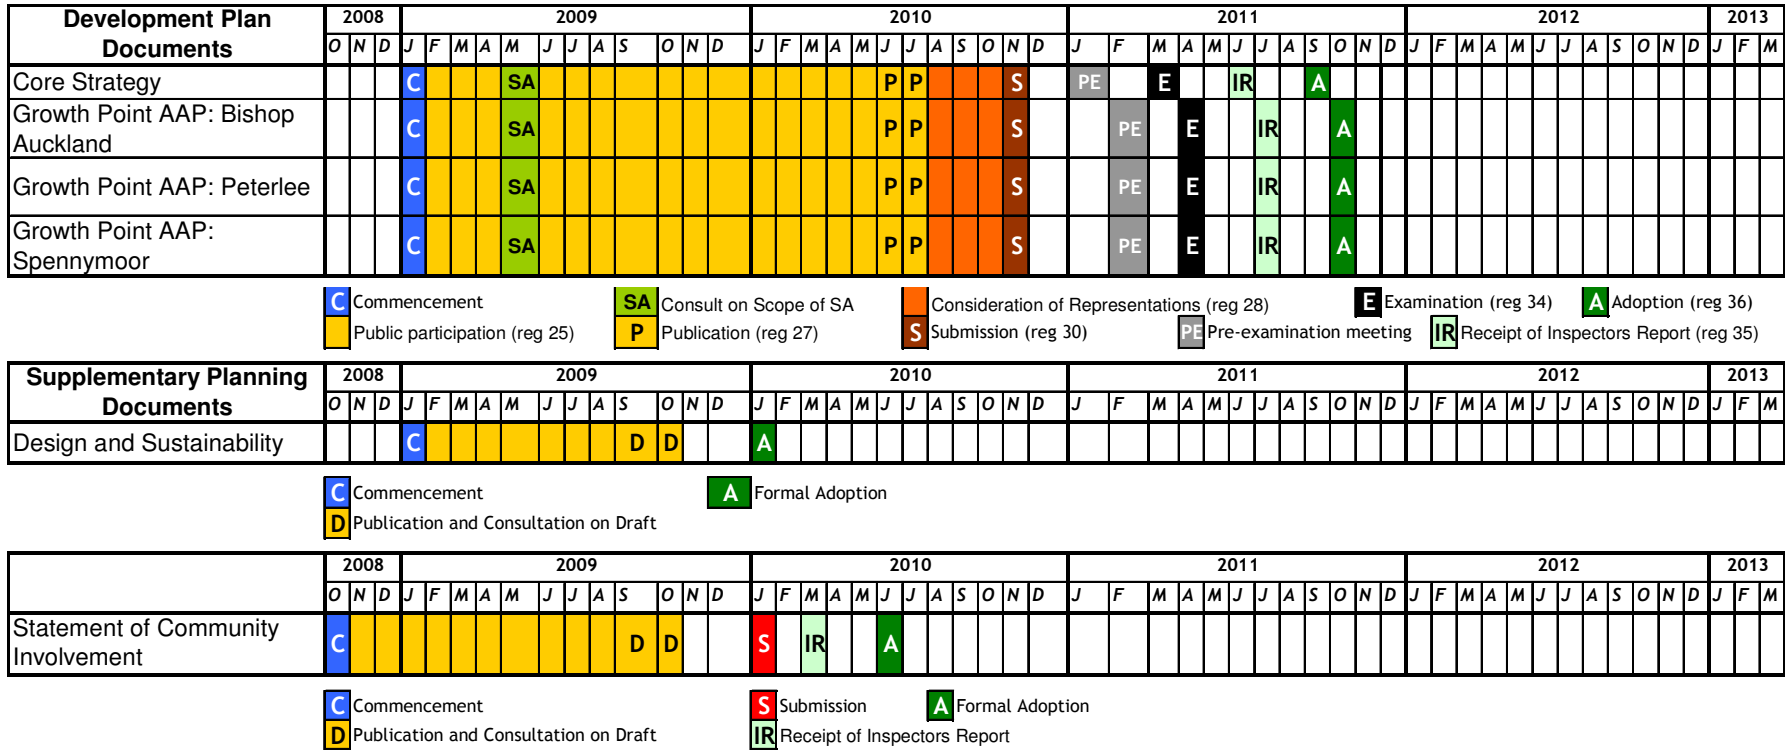 Development Plan Documents 2008 2009 2010 2011 2012 2013
O N D J F M A M J J A S O N D J F M A M J J A S O N D J F M A M J J A S O N D J F M A M J J A S O N D J F M
Core Strategy C SA P P S PE E IR A
Growth Point AAP: Bishop
Auckland C SA P P S PE E IR A
Growth Point AAP: Peterlee C SA P P S PE E IR A
Growth Point AAP:
Spennymoor C SA P P S PE E IR A
C Commencement SA Consult on Scope of SA Consideration of Representations (reg 28) E Examination (reg 34) A Adoption (reg 36)
Public participation (reg 25) P Publication (reg 27) S Submission (reg 30) PE Pre-examination meeting IR Receipt of Inspectors Report (reg 35)
Supplementary Planning Documents 2008 2009 2010 2011 2012 2013
O N D J F M A M J J A S O N D J F M A M J J A S O N D J F M A M J J A S O N D J F M A M J J A S O N D J F M
Design and Sustainability C D D A
C Commencement A Formal Adoption
D Publication and Consultation on Draft
2008 2009 2010 2011 2012 2013
O N D J F M A M J J A S O N D J F M A M J J A S O N D J F M A M J J A S O N D J F M A M J J A S O N D J F M
Statement of Community
Involvement C D D S IR A
C Commencement S Submission A Formal Adoption
D Publication and Consultation on Draft IR Receipt of Inspectors Report